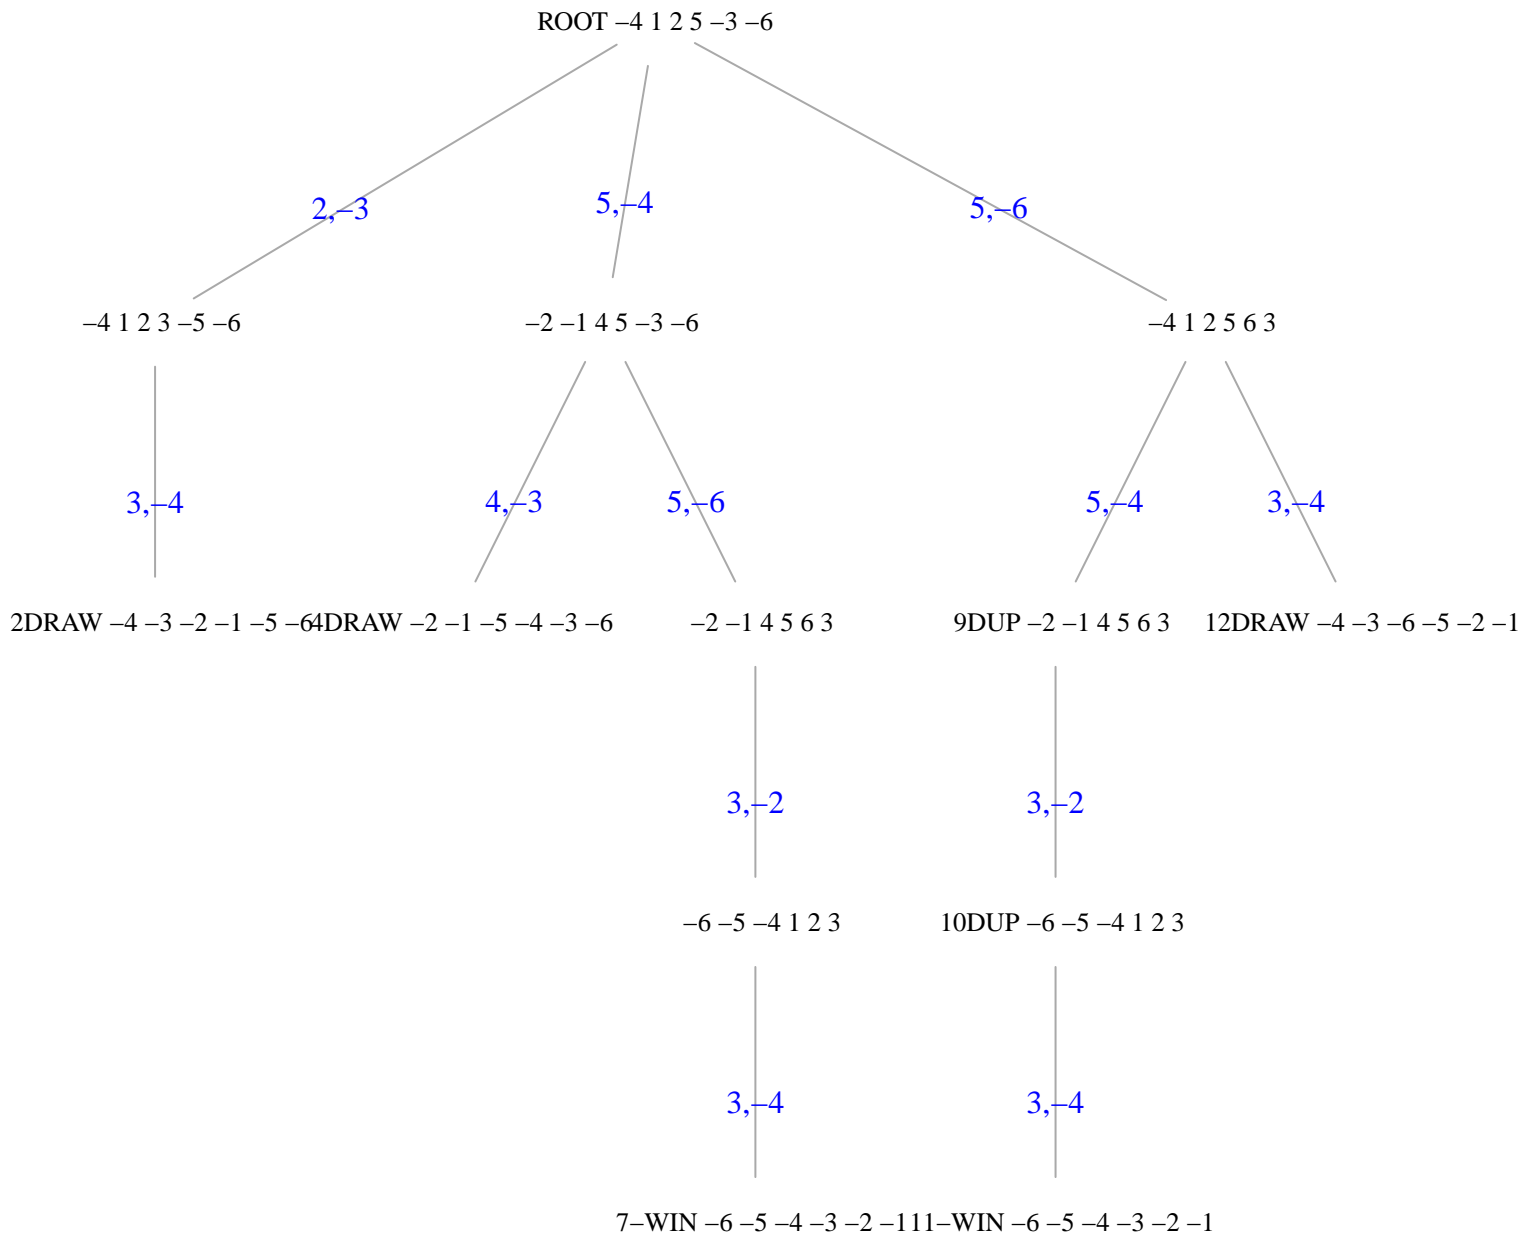 ROOT –4 1 2 5 –3 –6
2,–3
5,–4
5,–6
–4 1 2 3 –5 –6
–2 –1 4 5 –3 –6
–4 1 2 5 6 3
3,–4
4,–3
5,–6
5,–4
3,–4
2DRAW –4 –3 –2 –1 –5 –6
4DRAW –2 –1 –5 –4 –3 –6
–2 –1 4 5 6 3
9DUP –2 –1 4 5 6 3
12DRAW –4 –3 –6 –5 –2 –1
3,–2
3,–2
–6 –5 –4 1 2 3
10DUP –6 –5 –4 1 2 3
3,–4
3,–4
7–WIN –6 –5 –4 –3 –2 –1
11–WIN –6 –5 –4 –3 –2 –1